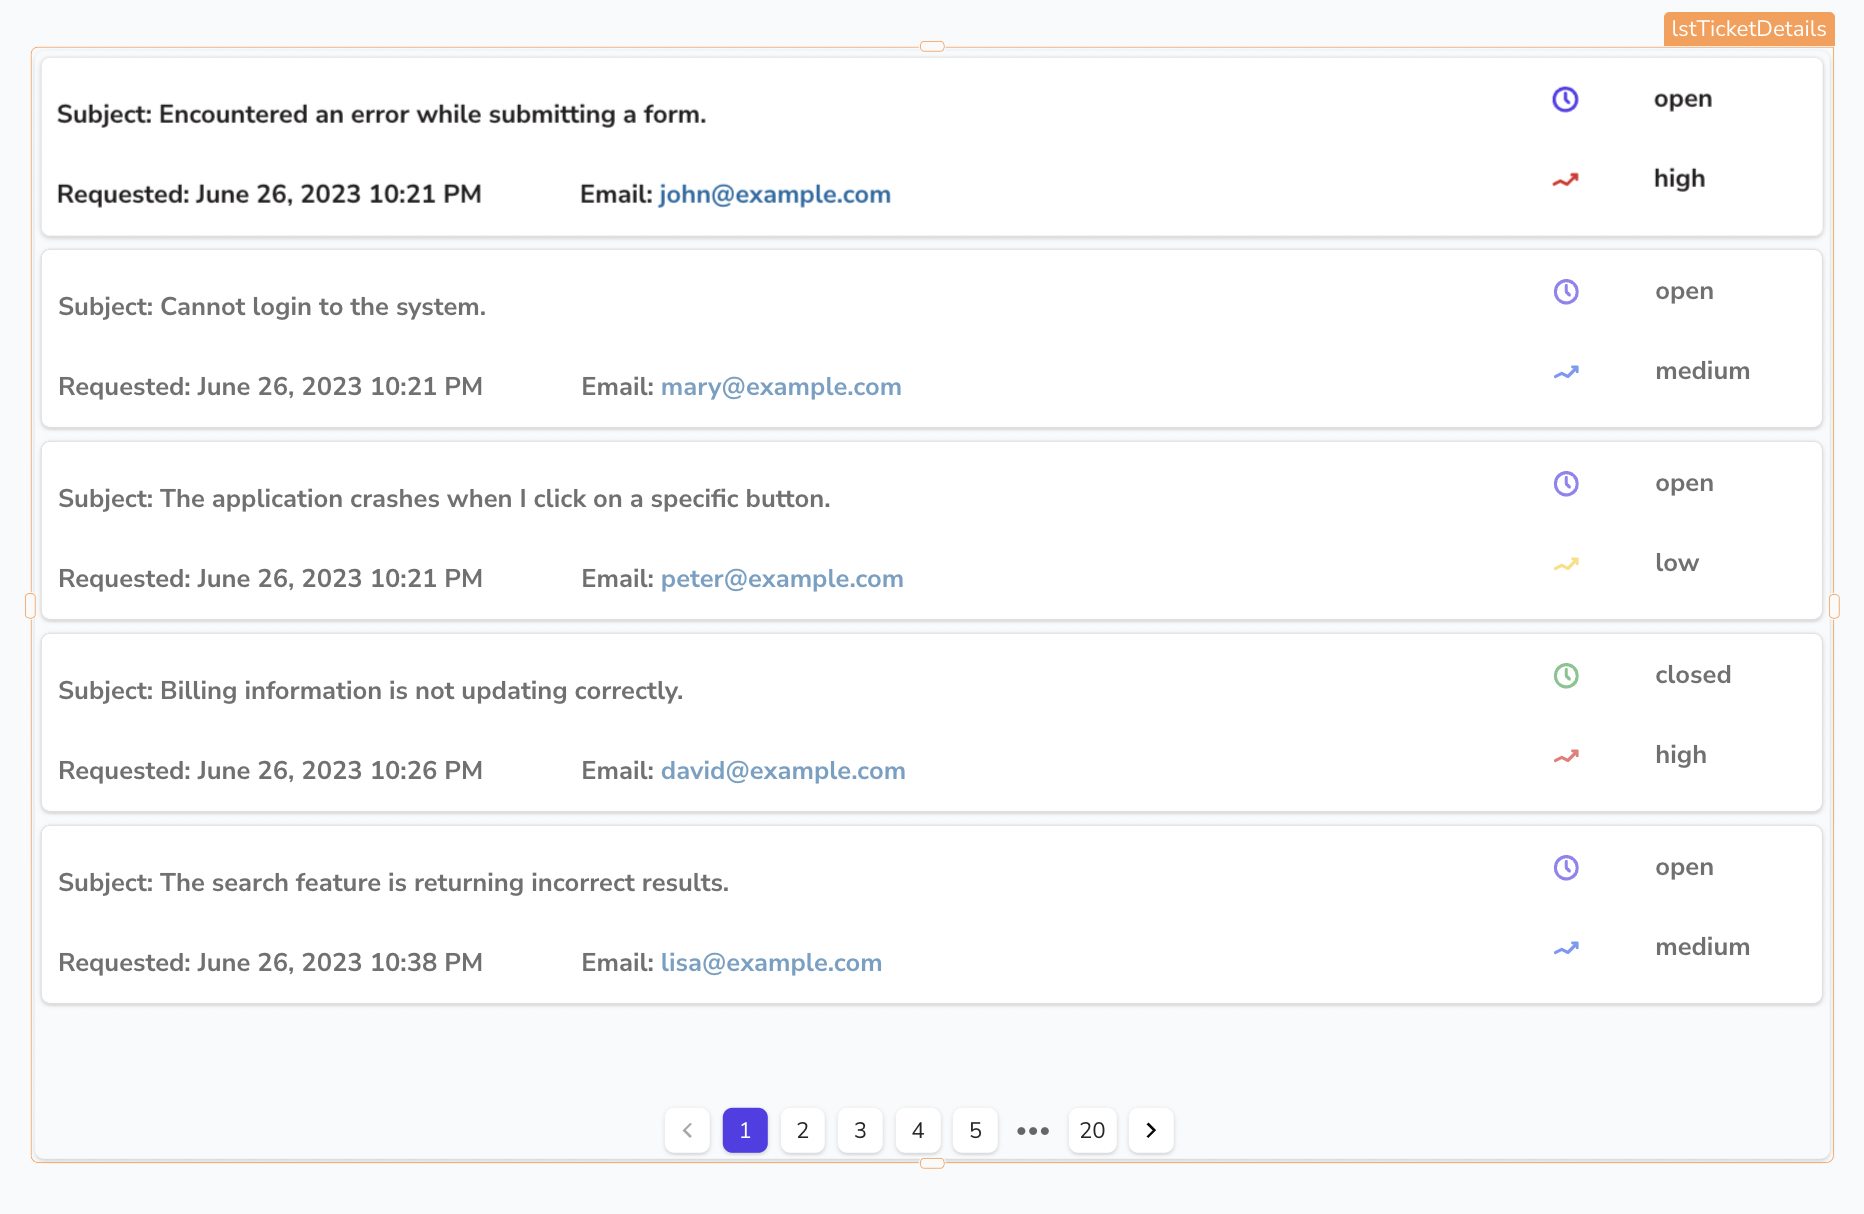 lstTicketDetails
Subject: Encountered an error while submitting a form.
open
Requested: June 26, 2023 10:21 PM
Email: john@example.com
high
Subject: Cannot login to the system.
open
Requested: June 26, 2023 10:21 PM
Email: mary@example.com
medium
Subject: The application crashes when I click on a specific button.
open
Requested: June 26, 2023 10:21 PM
Email: peter@example.com
low
Subject: Billing information is not updating correctly.
closed
Requested: June 26, 2023 10:26 PM
Email: david@example.com
high
Subject: The search feature is returning incorrect results.
open
Requested: June 26, 2023 10:38 PM
Email: lisa@example.com
medium
1 2 3 4 5 ••• 20